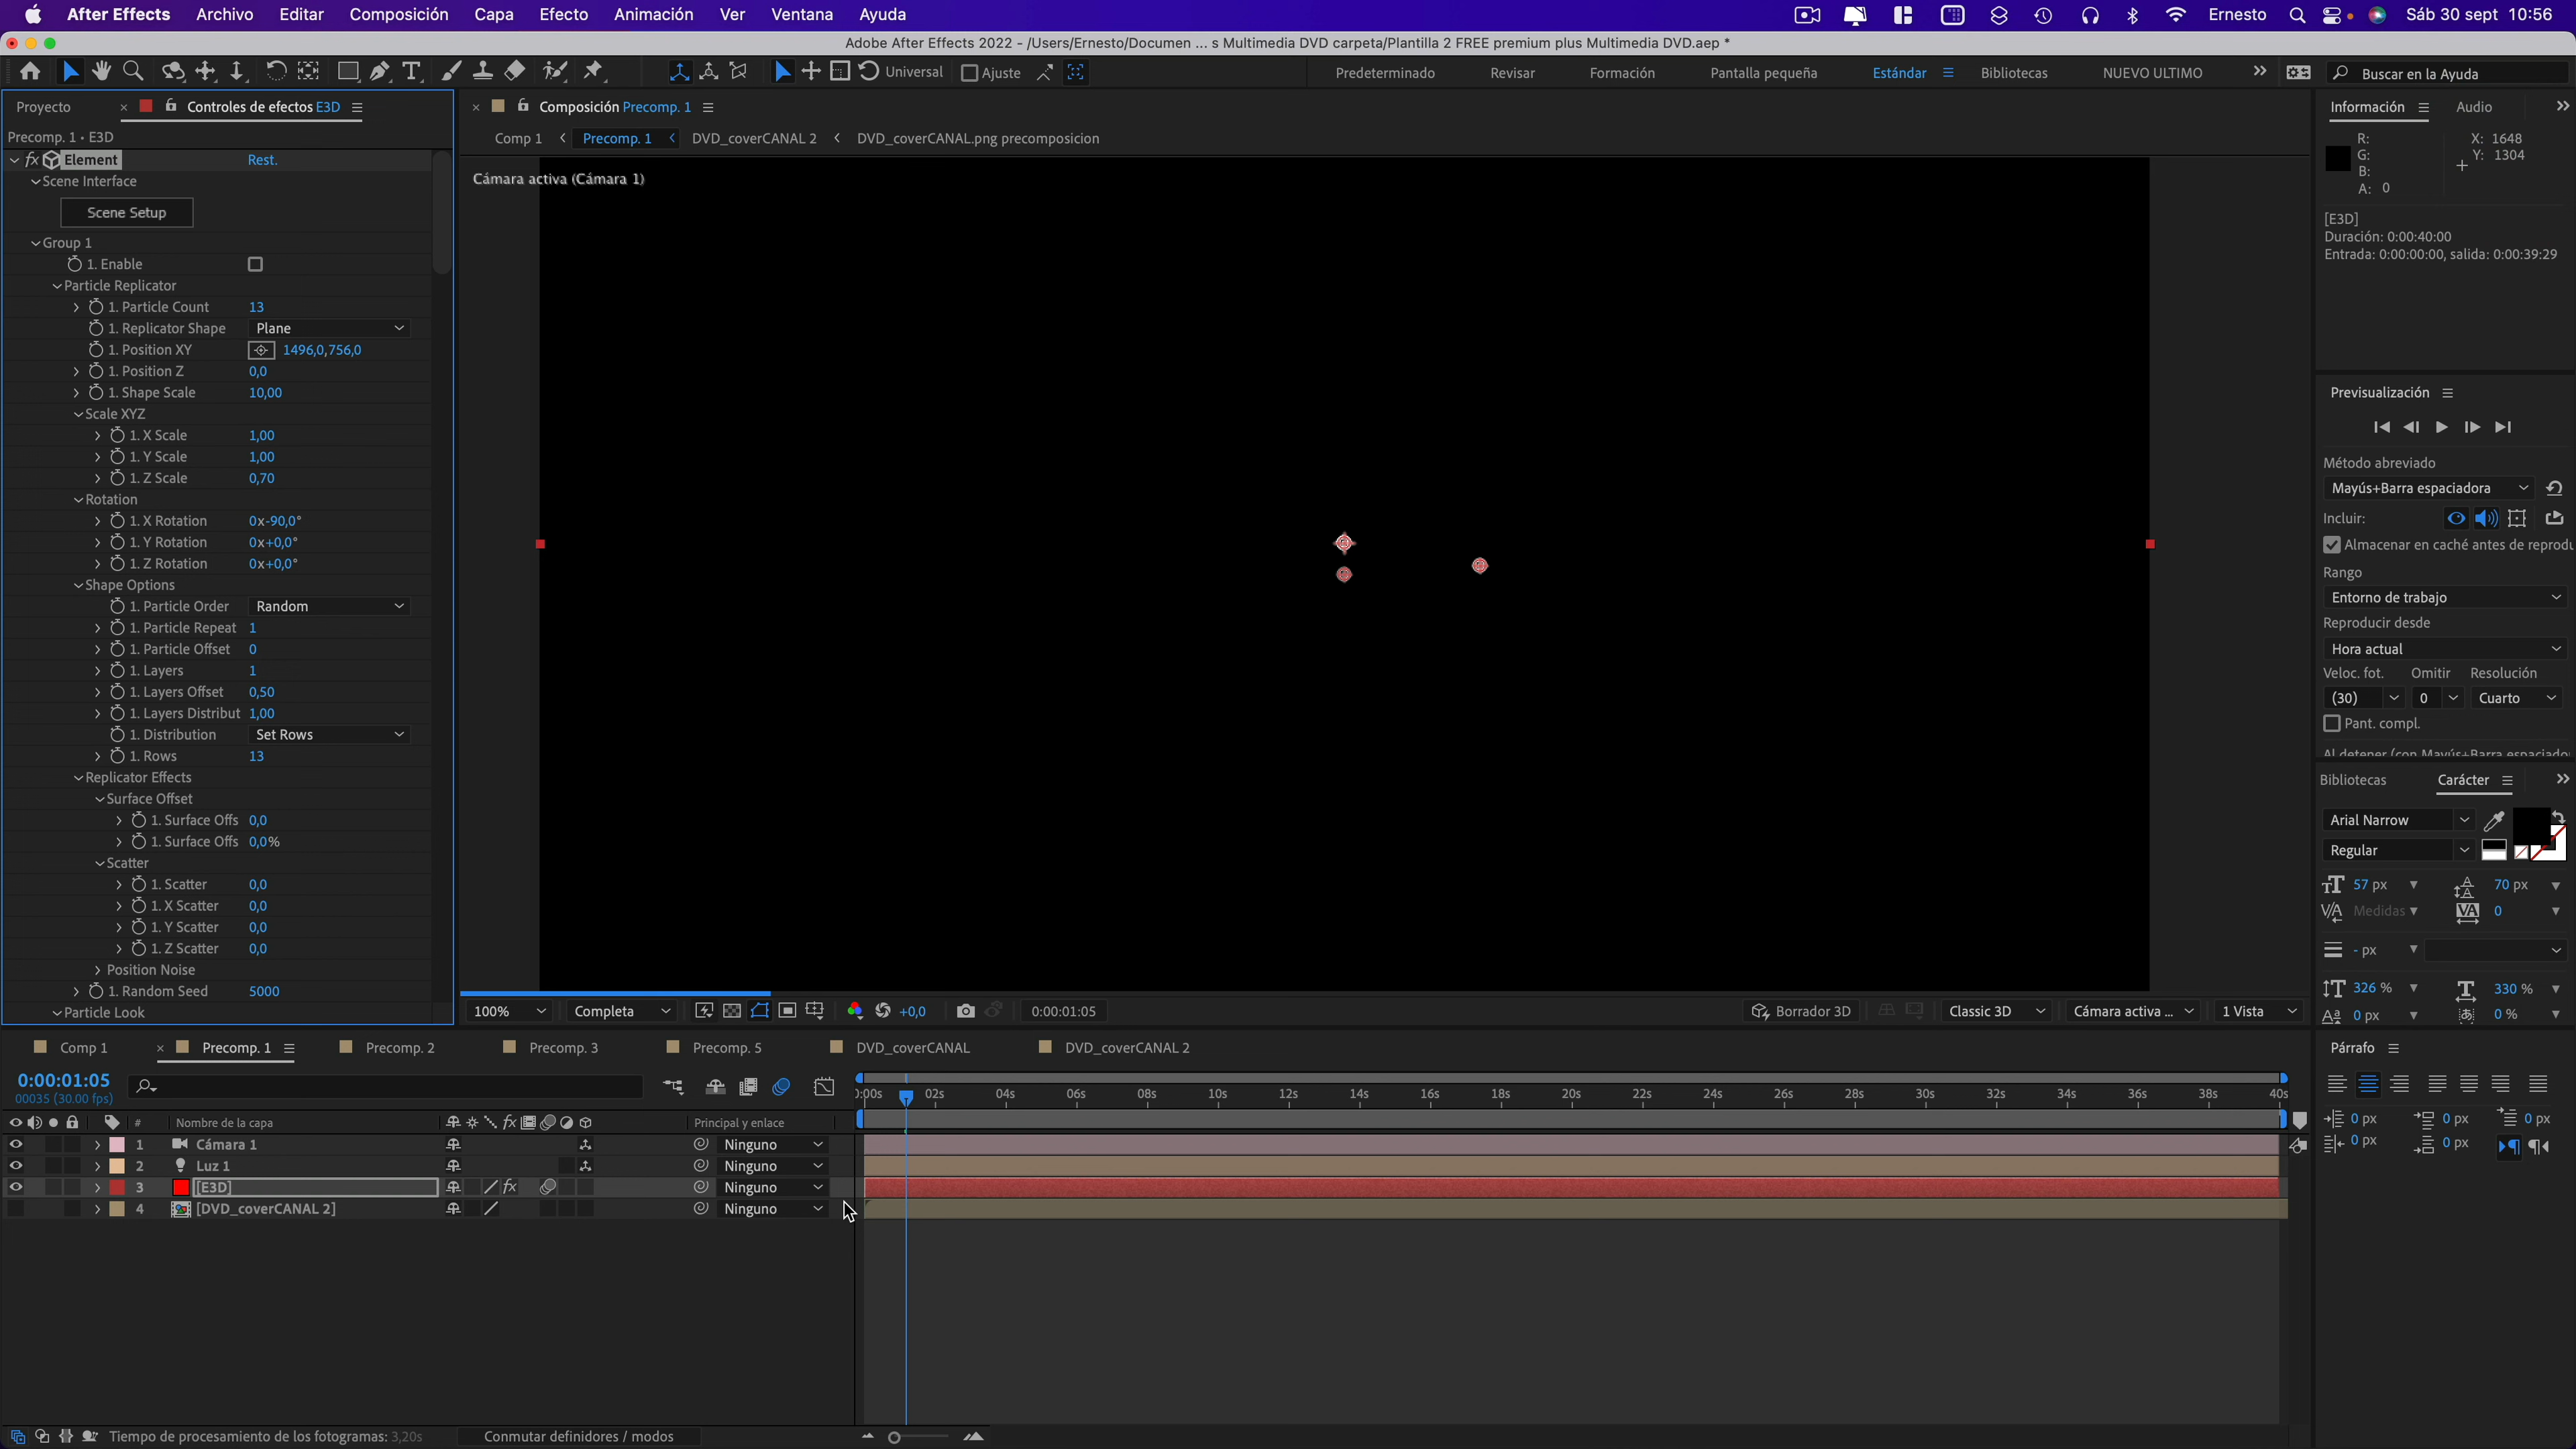 After Effects Archivo Editar Composición Capa Efecto Animación Ver Ventana Ayuda Ernesto Sáb 30 sept 10:56
Adobe After Effects 2022 - /Users/Ernesto/Documen ... s Multimedia DVD carpeta/Plantilla 2 FREE premium plus Multimedia DVD.aep *
Universal Ajuste Predeterminado Revisar Formación Pantalla pequeña Estándar Bibliotecas NUEVO ULTIMO Buscar en la Ayuda
Proyecto Controles de efectos E3D
Composición Precomp. 1
Precomp. 1 • E3D
Comp 1 Precomp. 1 DVD_coverCANAL 2 DVD_coverCANAL.png precomposicion
Cámara activa (Cámara 1)
fx Element Rest.
Scene Interface
Scene Setup
Group 1
1. Enable
Particle Replicator
1. Particle Count 13
1. Replicator Shape Plane
1. Position XY 1496,0,756,0
1. Position Z 0,0
1. Shape Scale 10,00
Scale XYZ
1. X Scale 1,00
1. Y Scale 1,00
1. Z Scale 0,70
Rotation
1. X Rotation 0x-90,0°
1. Y Rotation 0x+0,0°
1. Z Rotation 0x+0,0°
Shape Options
1. Particle Order Random
1. Particle Repeat 1
1. Particle Offset 0
1. Layers 1
1. Layers Offset 0,50
1. Layers Distribut 1,00
1. Distribution Set Rows
1. Rows 13
Replicator Effects
Surface Offset
1. Surface Offs 0,0
1. Surface Offs 0,0%
Scatter
1. Scatter 0,0
1. X Scatter 0,0
1. Y Scatter 0,0
1. Z Scatter 0,0
Position Noise
1. Random Seed 5000
Particle Look
100% Completa +0,0 0:00:01:05 Borrador 3D Classic 3D Cámara activa ... 1 Vista
Información Audio
R: X: 1648
G: Y: 1304
B:
A: 0
[E3D]
Duración: 0:00:40:00
Entrada: 0:00:00:00, salida: 0:00:39:29
Previsualización
Método abreviado
Mayús+Barra espaciadora
Incluir:
Almacenar en caché antes de reprodu
Rango
Entorno de trabajo
Reproducir desde
Hora actual
Veloc. fot. Omitir Resolución
(30) 0 Cuarto
Pant. compl.
Al detener (con Mayús+Barra espaciado
Bibliotecas Carácter
Arial Narrow
Regular
57 px 70 px
Medidas 0
- px
326 % 330 %
0 px 0 %
Párrafo
0 px 0 px 0 px
0 px 0 px
Comp 1 Precomp. 1 Precomp. 2 Precomp. 3 Precomp. 5 DVD_coverCANAL DVD_coverCANAL 2
0:00:01:05
00035 (30.00 fps)
):00s 02s 04s 06s 08s 10s 12s 14s 16s 18s 20s 22s 24s 26s 28s 30s 32s 34s 36s 38s 40s
# Nombre de la capa fx Principal y enlace
1 Cámara 1 Ninguno
2 Luz 1 Ninguno
3 [E3D] fx Ninguno
4 [DVD_coverCANAL 2] Ninguno
Tiempo de procesamiento de los fotogramas: 3,20s Conmutar definidores / modos